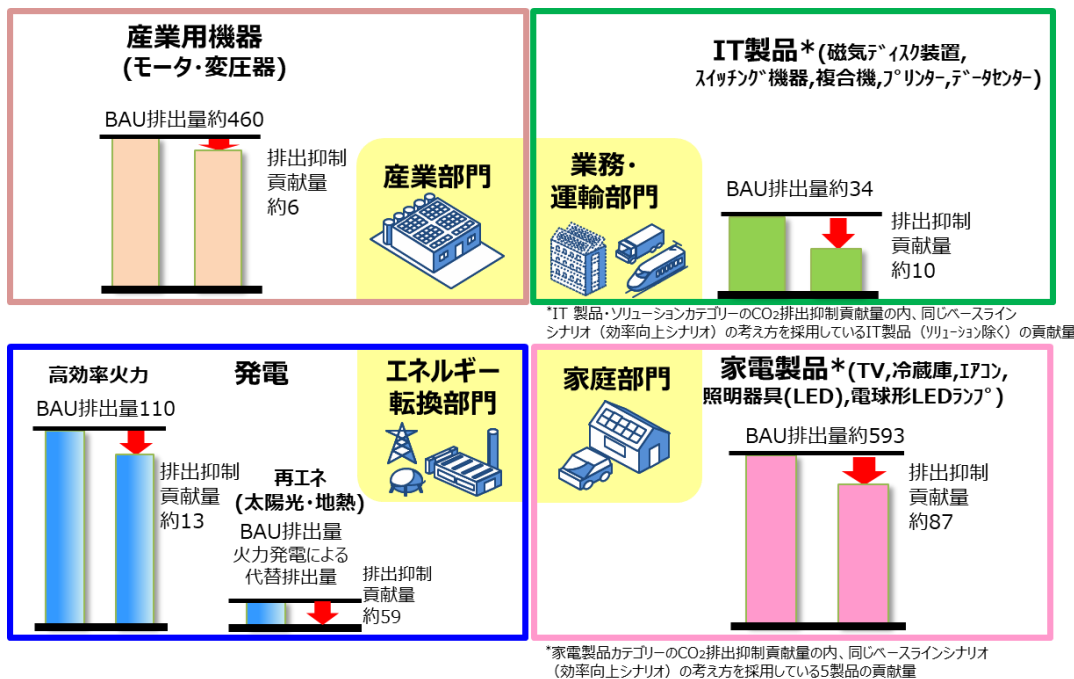 産業用機器
(モータ・変圧器)
BAU排出量約460
排出抑制
貢献量
約6
産業部門
IT製品*(磁気ﾃﾞｨｽｸ装置,
ｽｲｯﾁﾝｸﾞ機器,複合機,ﾌﾟﾘﾝﾀｰ,ﾃﾞｰﾀｾﾝﾀｰ)
業務・
運輸部門
BAU排出量約34
排出抑制
貢献量
約10
*IT 製品・ｿﾘｭｰｼｮﾝカテゴリーのCO₂排出抑制貢献量の内、同じベースライン
シナリオ（効率向上シナリオ）の考え方を採用しているIT製品（ｿﾘｭｰｼｮﾝ除く）の貢献量
高効率火力
発電
エネルギー
転換部門
BAU排出量110
排出抑制
貢献量
約13
再エネ
(太陽光・地熱)
BAU排出量
火力発電による
代替排出量
排出抑制
貢献量
約59
家庭部門
家電製品*(TV,冷蔵庫,ｴｱｺﾝ,
照明器具(LED),電球形LEDﾗﾝﾌﾟ)
BAU排出量約593
排出抑制
貢献量
約87
*家電製品カテゴリーのCO₂排出抑制貢献量の内、同じベースラインシナリオ
（効率向上シナリオ）の考え方を採用している5製品の貢献量